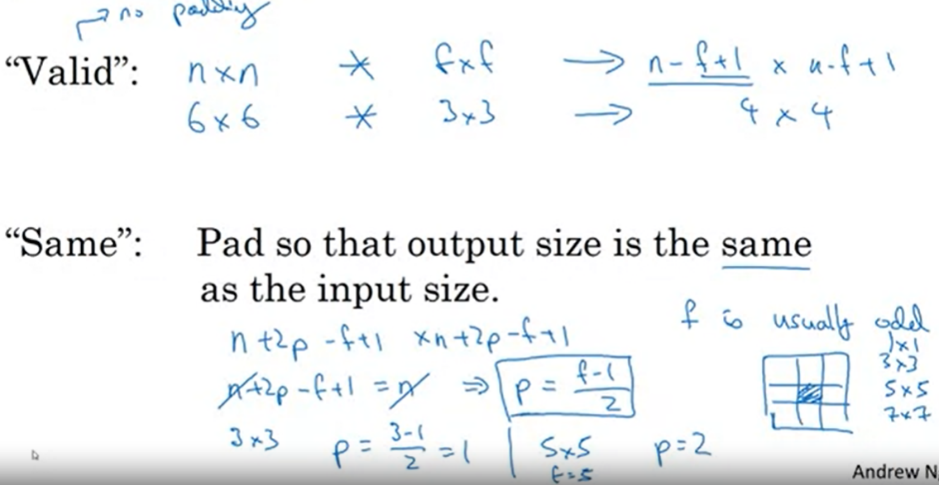 → no padding
"Valid": n×n * f×f → n-f+1 × n-f+1
6×6 * 3×3 → 4 × 4
"Same": Pad so that output size is the same
as the input size.
n+2p-f+1 ×n+2p-f+1
n+2p-f+1 = n ⇒ p = (f-1)/2
3×3 p = (3-1)/2 = 1 | 5×5 p=2
f=5
f is usually odd
1×1
3×3
5×5
7×7
Andrew N